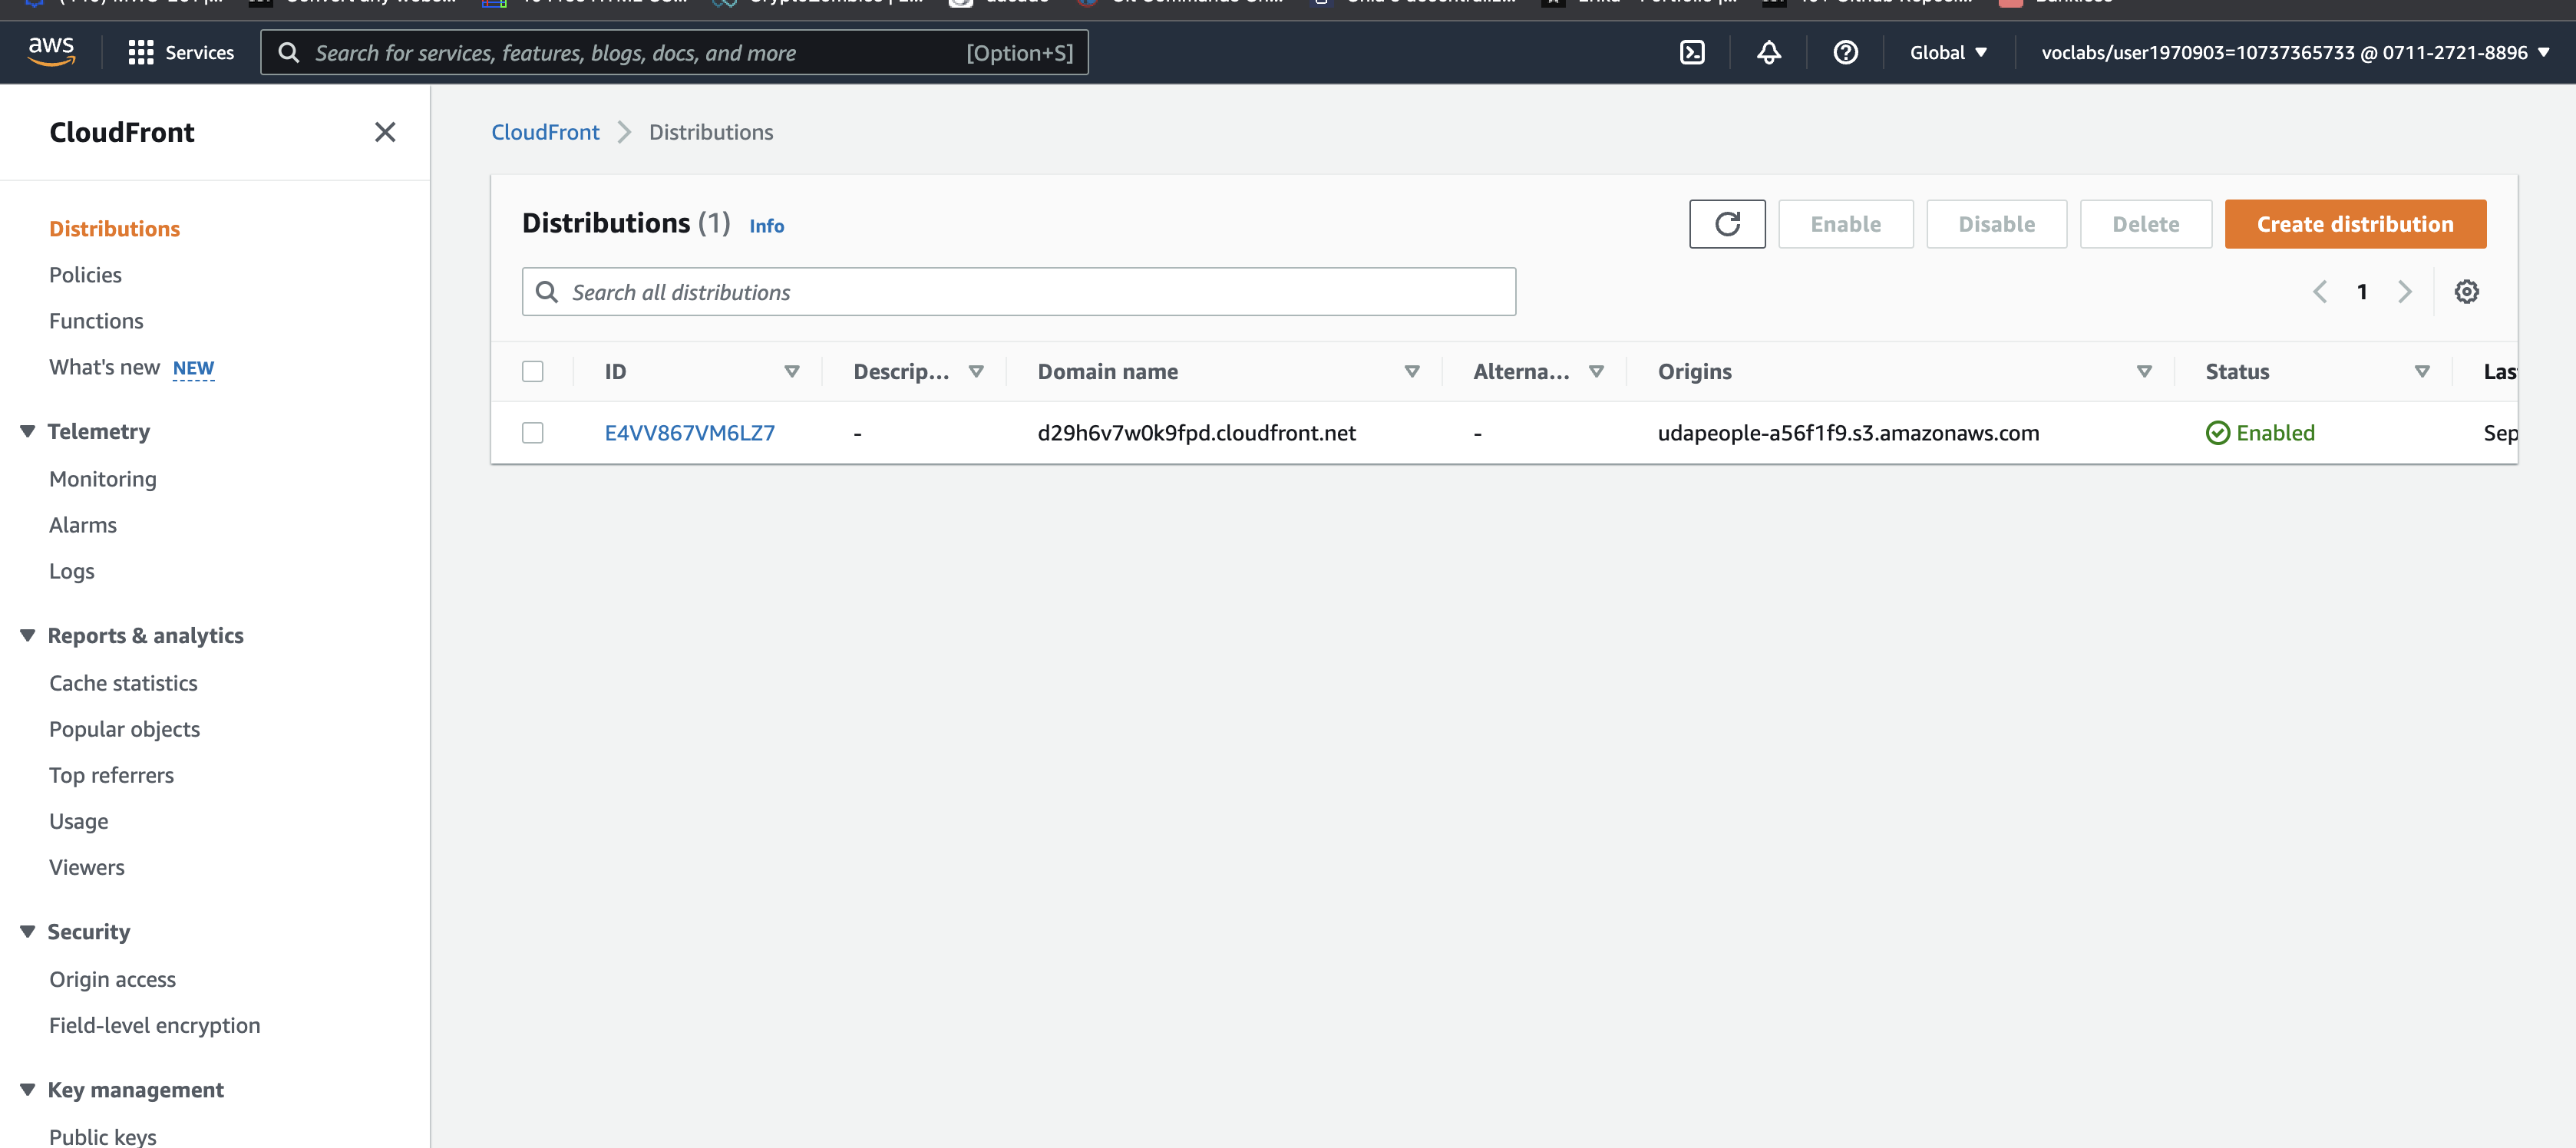 aws
Services
Search for services, features, blogs, docs, and more [Option+S]
Global
voclabs/user1970903=10737365733 @ 0711-2721-8896
CloudFront
Distributions
Policies
Functions
What's new NEW
Telemetry
Monitoring
Alarms
Logs
Reports & analytics
Cache statistics
Popular objects
Top referrers
Usage
Viewers
Security
Origin access
Field-level encryption
Key management
Public keys
CloudFront Distributions
Distributions (1) Info
Enable Disable Delete Create distribution
Search all distributions
1
ID Descrip... Domain name Alterna... Origins Status Las
E4VV867VM6LZ7 - d29h6v7w0k9fpd.cloudfront.net - udapeople-a56f1f9.s3.amazonaws.com Enabled Sep